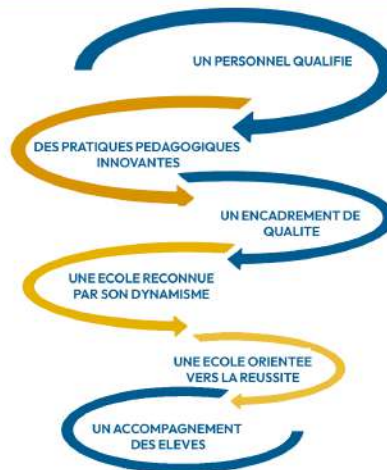 UN PERSONNEL QUALIFIE
DES PRATIQUES PEDAGOGIQUES
INNOVANTES
UN ENCADREMENT DE
QUALITE
UNE ECOLE RECONNUE
PAR SON DYNAMISME
UNE ECOLE ORIENTEE
VERS LA REUSSITE
UN ACCOMPAGNEMENT
DES ELEVES